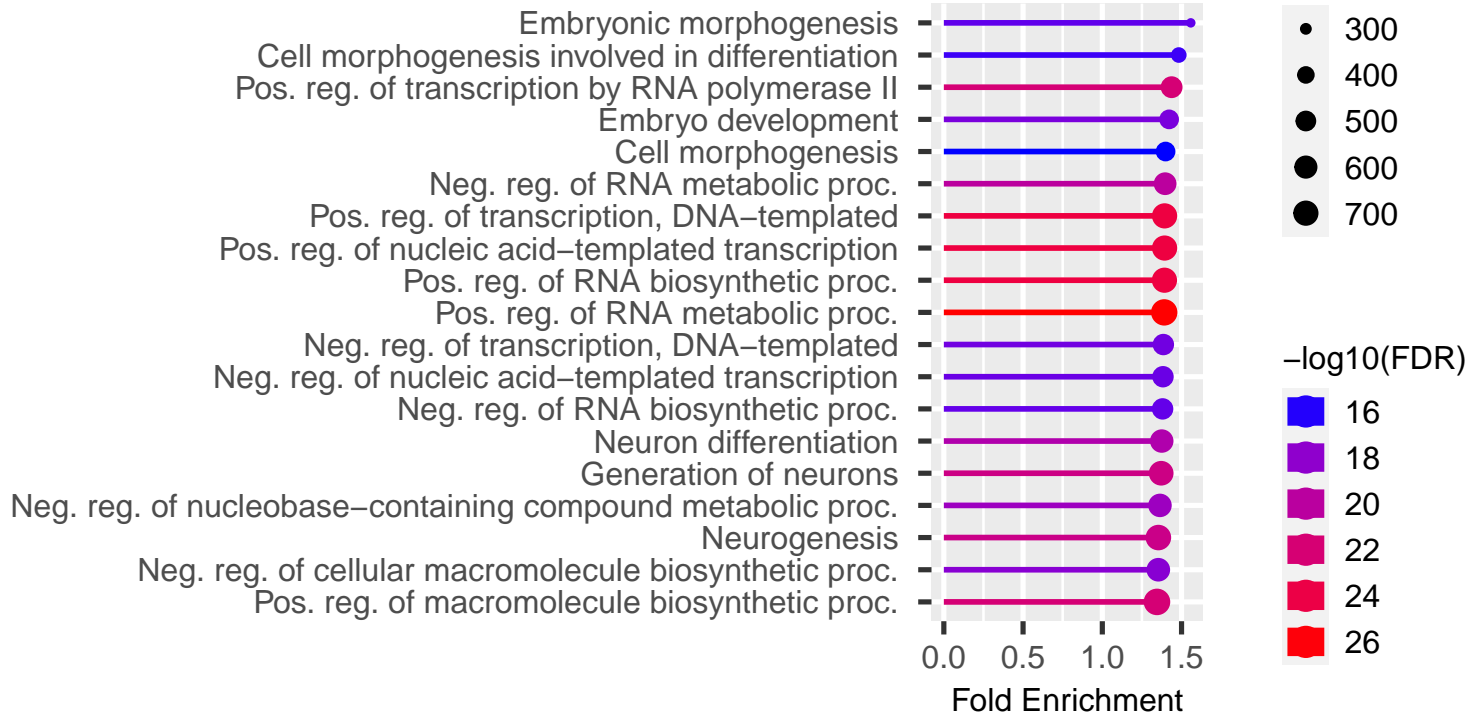 Embryonic morphogenesis
Cell morphogenesis involved in differentiation
Pos. reg. of transcription by RNA polymerase II
Embryo development
Cell morphogenesis
Neg. reg. of RNA metabolic proc.
Pos. reg. of transcription, DNA−templated
Pos. reg. of nucleic acid−templated transcription
Pos. reg. of RNA biosynthetic proc.
Pos. reg. of RNA metabolic proc.
Neg. reg. of transcription, DNA−templated
Neg. reg. of nucleic acid−templated transcription
Neg. reg. of RNA biosynthetic proc.
Neuron differentiation
Generation of neurons
Neg. reg. of nucleobase−containing compound metabolic proc.
Neurogenesis
Neg. reg. of cellular macromolecule biosynthetic proc.
Pos. reg. of macromolecule biosynthetic proc.
0.0 0.5 1.0 1.5
Fold Enrichment
300
400
500
600
700
−log10(FDR)
16
18
20
22
24
26